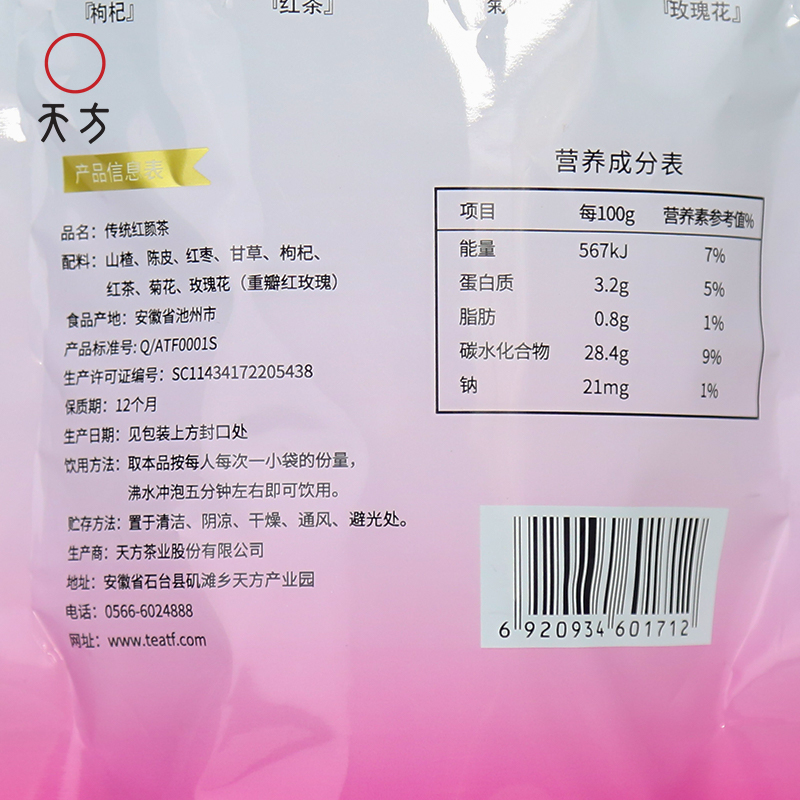 『枸杞』
『红茶』
菊
『玫瑰花』
天方
产品信息表
品名：传统红颜茶
配料：山楂、陈皮、红枣、甘草、枸杞、
红茶、菊花、玫瑰花（重瓣红玫瑰）
食品产地：安徽省池州市
产品标准号: Q/ATF0001S
生产许可证编号：SC11434172205438
保质期：12个月
生产日期：见包装上方封口处
饮用方法：取本品按每人每次一小袋的份量，
沸水冲泡五分钟左右即可饮用。
贮存方法：置于清洁、阴凉、干燥、通风、避光处。
生产商：天方茶业股份有限公司
地址：安徽省石台县矶滩乡天方产业园
电话：0566-6024888
网址：www.teatf.com
营养成分表
项目 每100g 营养素参考值%
能量 567kJ 7%
蛋白质 3.2g 5%
脂肪 0.8g 1%
碳水化合物 28.4g 9%
钠 21mg 1%
6 920934 601712